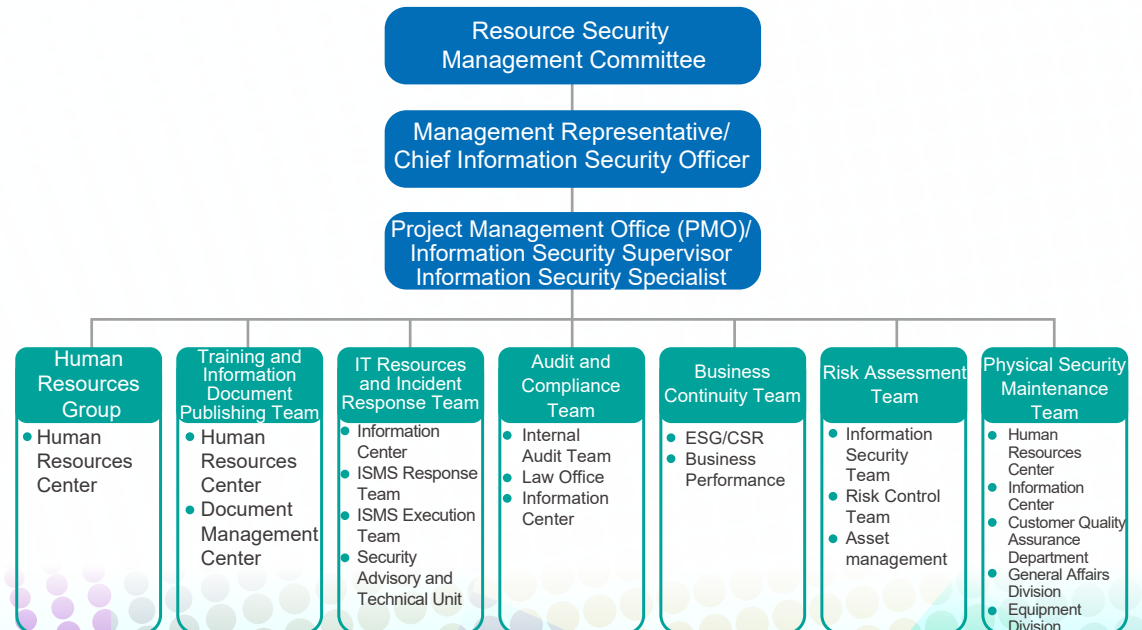 Resource Security
Management Committee
Management Representative/
Chief Information Security Officer
Project Management Office (PMO)/
Information Security Supervisor
Information Security Specialist
Human
Resources
Group
Human
Resources
Center
Training and
Information
Document
Publishing Team
Human
Resources
Center
Document
Management
Center
IT Resources
and Incident
Response Team
Information
Center
ISMS Response
Team
ISMS Execution
Team
Security
Advisory and
Technical Unit
Audit and
Compliance
Team
Internal
Audit Team
Law Office
Information
Center
Business
Continuity Team
ESG/CSR
Business
Performance
Risk Assessment
Team
Information
Security
Team
Risk Control
Team
Asset
management
Physical Security
Maintenance
Team
Human
Resources
Center
Information
Center
Customer Quality
Assurance
Department
General Affairs
Division
Equipment
Division